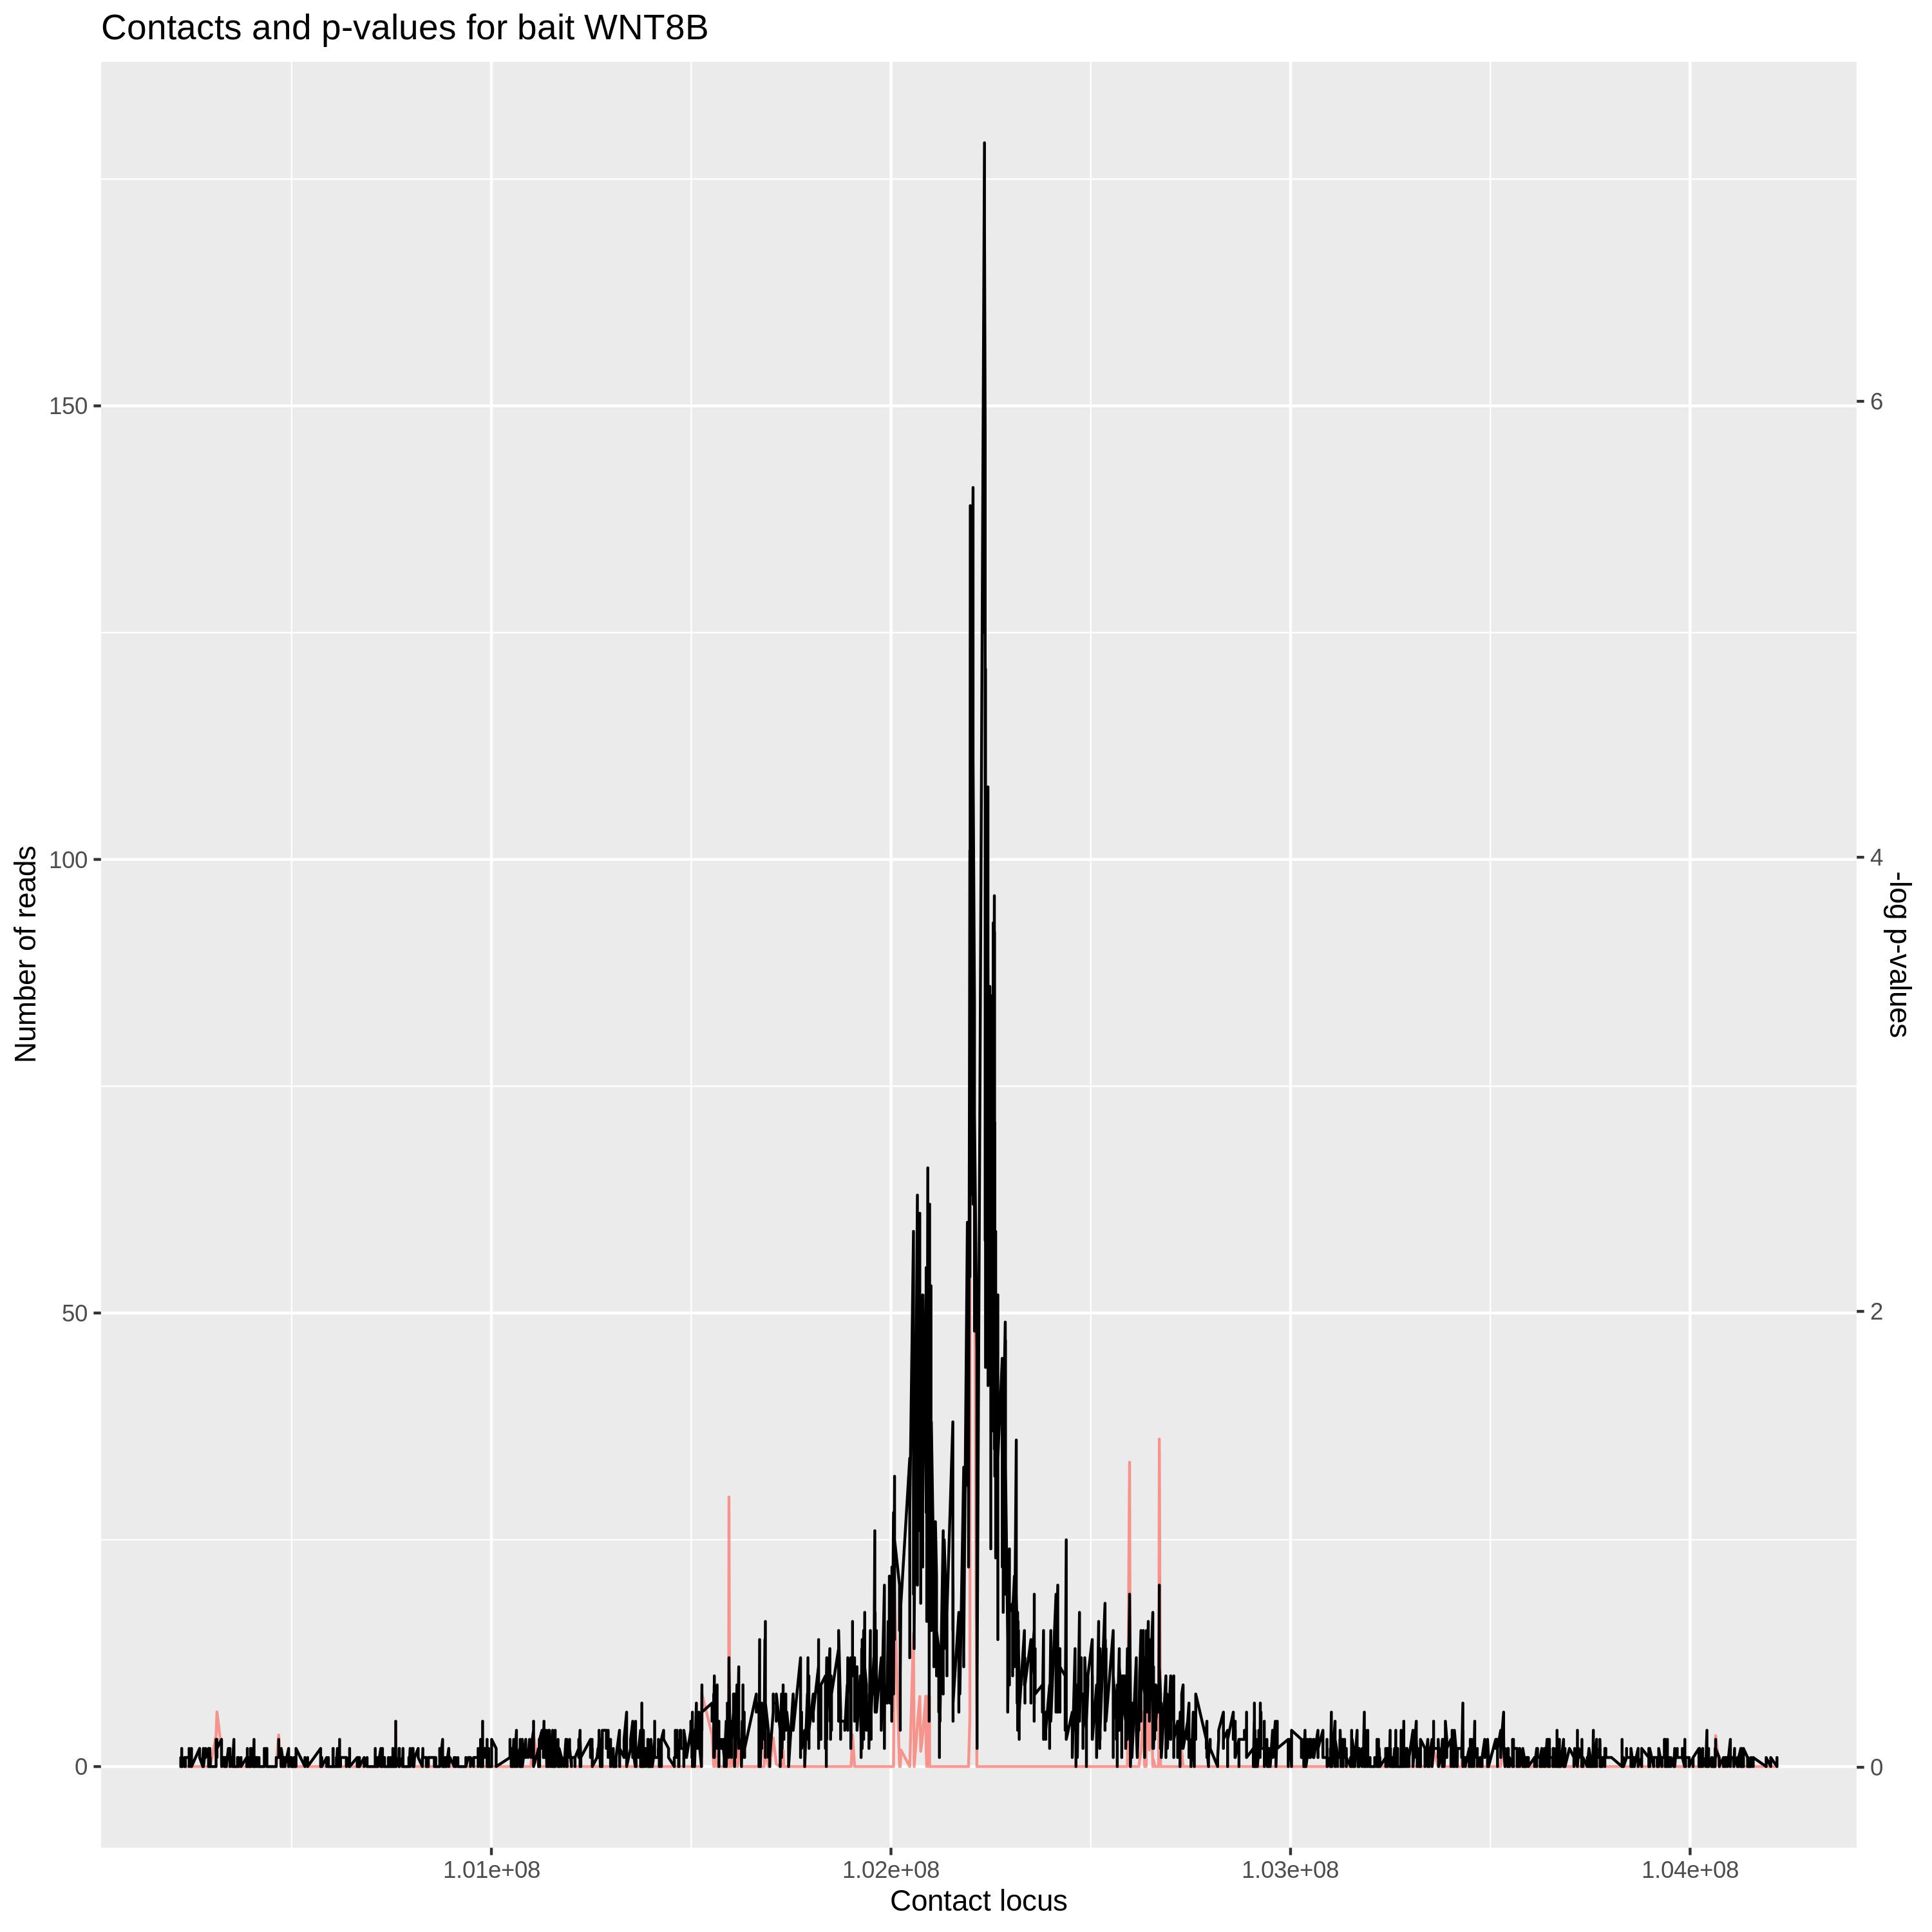 Contacts and p-values for bait WNT8B
150
100
50
0
Number of reads
6
4
2
0
-log p-values
1.01e+08
1.02e+08
1.03e+08
1.04e+08
Contact locus